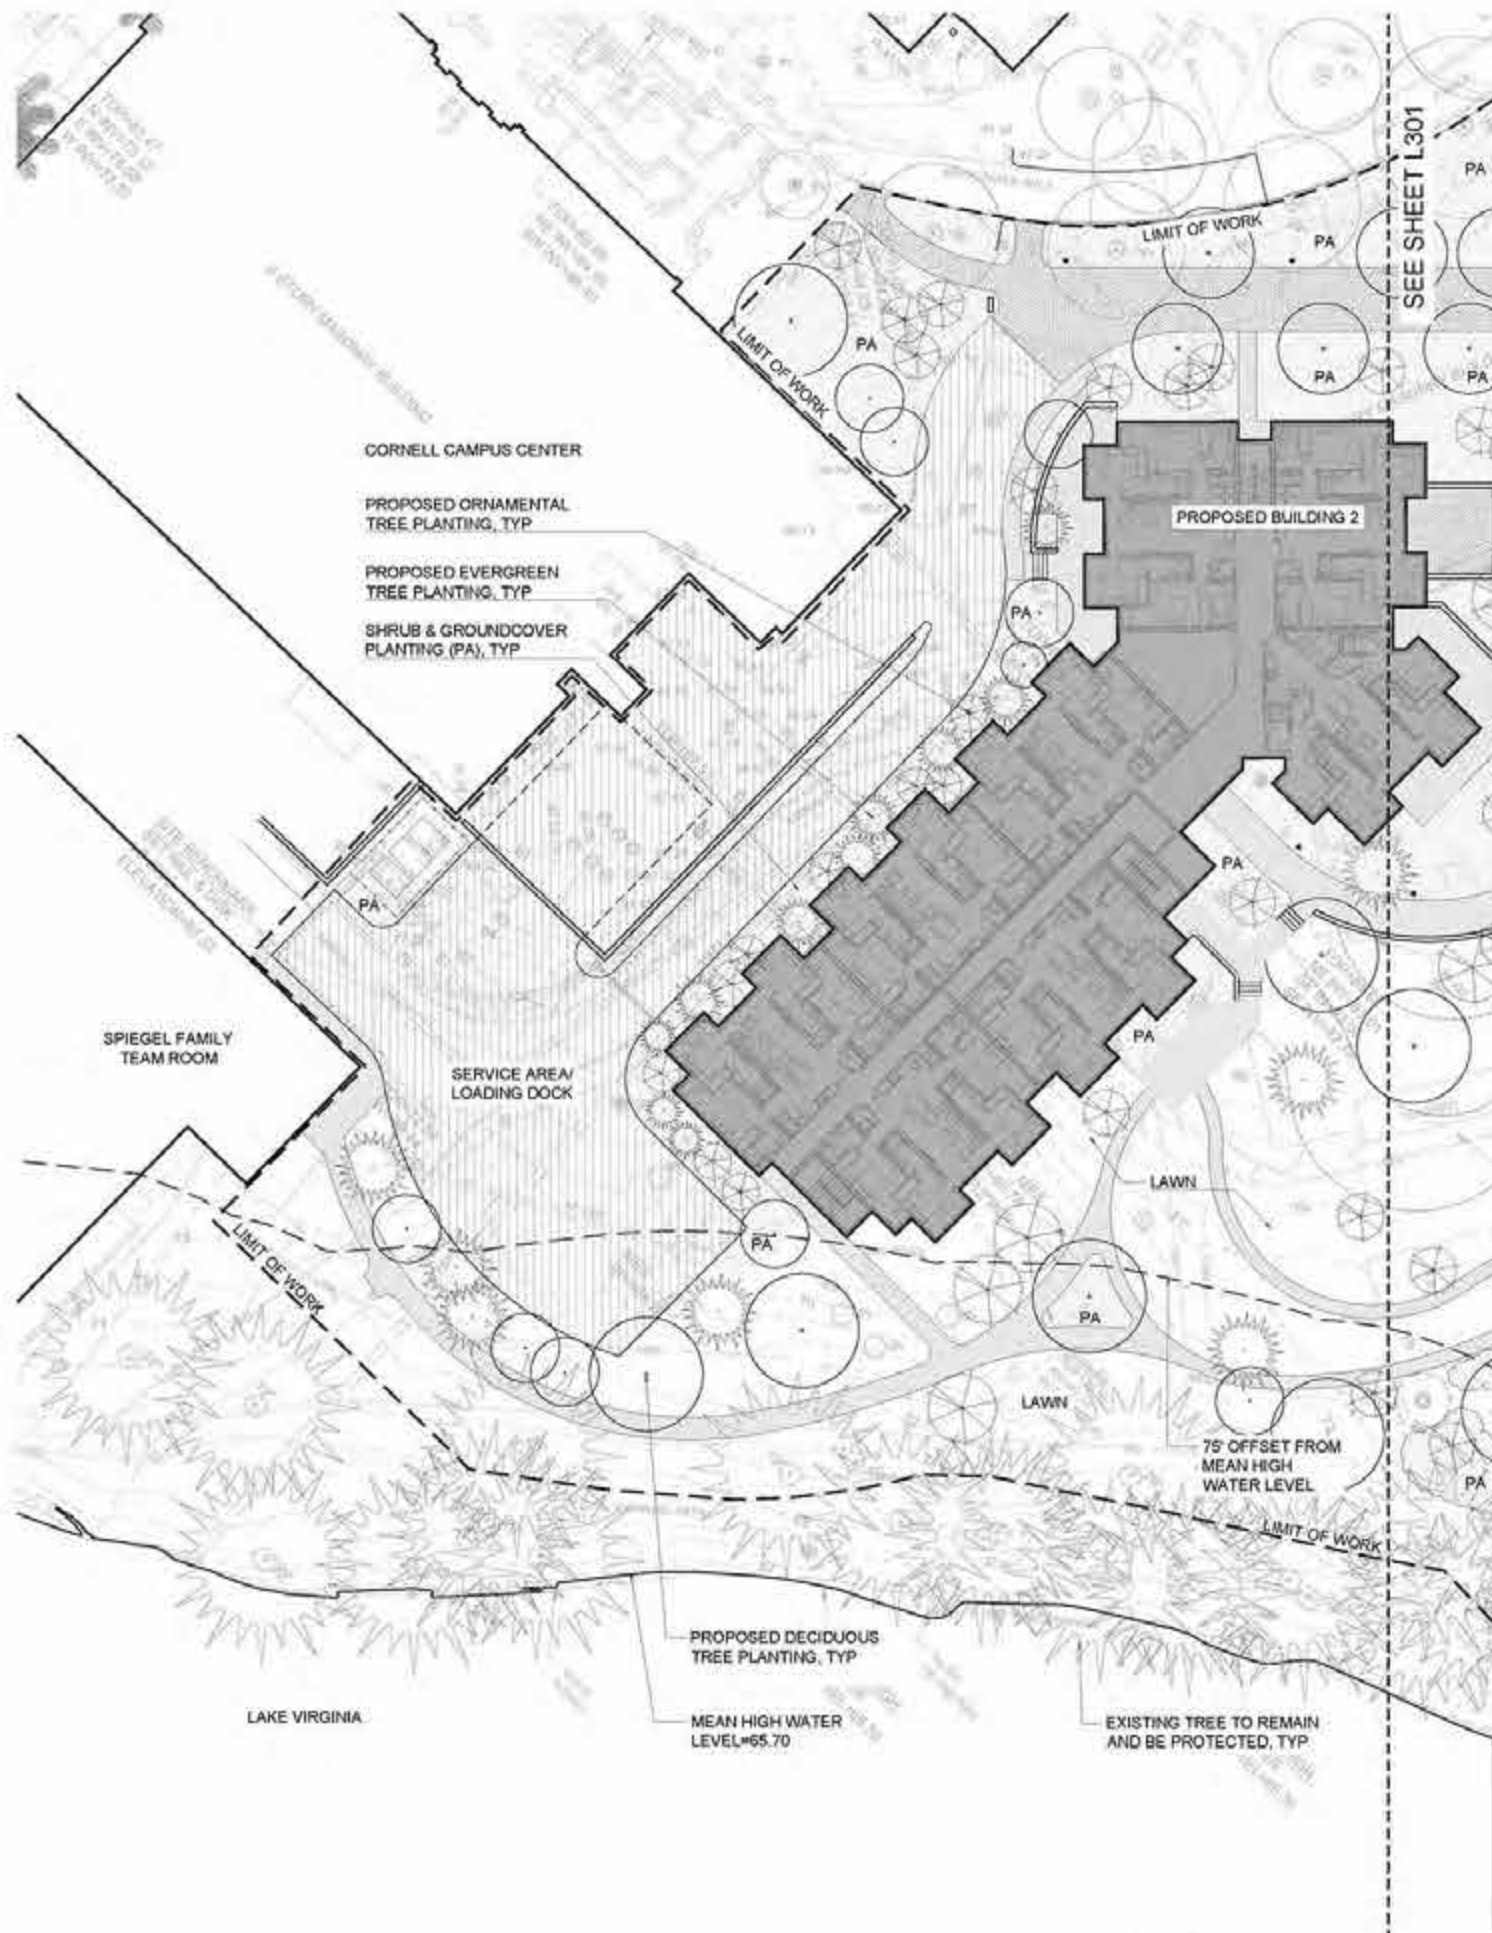 SEE SHEET L301
PA
LIMIT OF WORK
PA
LIMIT OF WORK
PA
PA
PA
CORNELL CAMPUS CENTER
PROPOSED ORNAMENTAL
TREE PLANTING, TYP
PROPOSED BUILDING 2
PROPOSED EVERGREEN
TREE PLANTING, TYP
PA
SHRUB & GROUNDCOVER
PLANTING (PA), TYP
PA
PA
SPIEGEL FAMILY
TEAM ROOM
PA
SERVICE AREA/
LOADING DOCK
LAWN
PA
LIMIT OF WORK
PA
LAWN
75' OFFSET FROM
MEAN HIGH
WATER LEVEL
PA
LIMIT OF WORK
PROPOSED DECIDUOUS
TREE PLANTING, TYP
LAKE VIRGINIA
MEAN HIGH WATER
LEVEL=65.70
EXISTING TREE TO REMAIN
AND BE PROTECTED, TYP